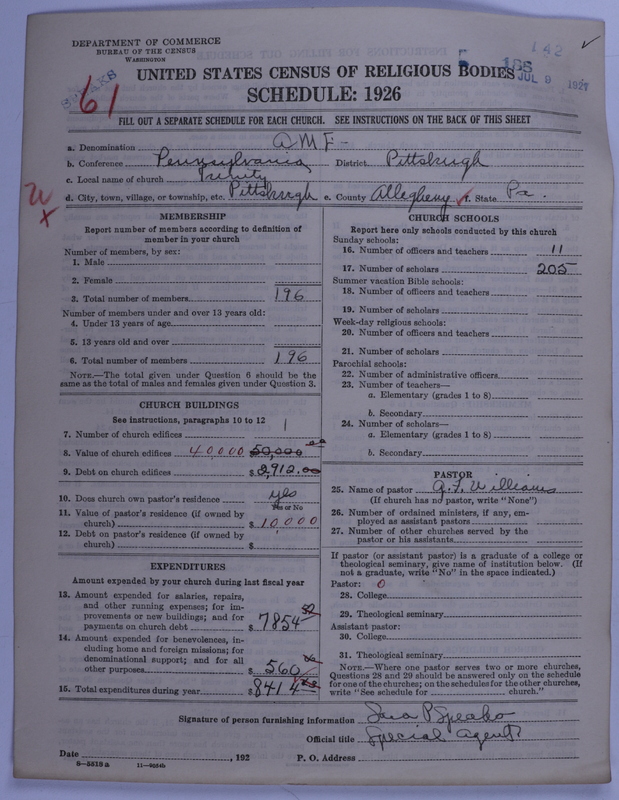 DEPARTMENT OF COMMERCE
BUREAU OF THE CENSUS
WASHINGTON
142
JUL 9 1927
SPEAKS
61
UNITED STATES CENSUS OF RELIGIOUS BODIES
SCHEDULE: 1926
FILL OUT A SEPARATE SCHEDULE FOR EACH CHURCH. SEE INSTRUCTIONS ON THE BACK OF THIS SHEET
a. Denomination AME
b. Conference Pennsylvania District Pittsburgh
c. Local name of church Trinity
d. City, town, village, or township, etc. Pittsburgh e. County Allegheny f. State Pa.
MEMBERSHIP
Report number of members according to definition of
member in your church
Number of members, by sex:
1. Male
2. Female
3. Total number of members 196
Number of members under and over 13 years old:
4. Under 13 years of age
5. 13 years old and over
6. Total number of members 196
NOTE.—The total given under Question 6 should be the
same as the total of males and females given under Question 3.
CHURCH BUILDINGS
See instructions, paragraphs 10 to 12
7. Number of church edifices 1
8. Value of church edifices 40000 50,000
9. Debt on church edifices $ 2,912.00
10. Does church own pastor's residence yes
Yes or No
11. Value of pastor's residence (if owned by
church) $ 10,000
12. Debt on pastor's residence (if owned by
church) $
EXPENDITURES
Amount expended by your church during last fiscal year
13. Amount expended for salaries, repairs,
and other running expenses; for im-
provements or new buildings; and for
payments on church debt $ 7854
14. Amount expended for benevolences, in-
cluding home and foreign missions; for
denominational support; and for all
other purposes $ 560
15. Total expenditures during year $ 8414
CHURCH SCHOOLS
Report here only schools conducted by this church
Sunday schools:
16. Number of officers and teachers 11
17. Number of scholars 205
Summer vacation Bible schools:
18. Number of officers and teachers
19. Number of scholars
Week-day religious schools:
20. Number of officers and teachers
21. Number of scholars
Parochial schools:
22. Number of administrative officers
23. Number of teachers—
a. Elementary (grades 1 to 8)
b. Secondary
24. Number of scholars—
a. Elementary (grades 1 to 8)
b. Secondary
PASTOR
25. Name of pastor Williams
(If church has no pastor, write "None")
26. Number of ordained ministers, if any, em-
ployed as assistant pastors
27. Number of other churches served by the
pastor or his assistants
If pastor (or assistant pastor) is a graduate of a college or
theological seminary, give name of institution below. (If
not a graduate, write "No" in the space indicated.)
Pastor: 0
28. College
29. Theological seminary
Assistant pastor:
30. College
31. Theological seminary
NOTE.—Where one pastor serves two or more churches,
Questions 28 and 29 should be answered only on the schedule
for one of the churches; on the schedules for the other churches,
write "See schedule for church."
Signature of person furnishing information Sara P Speaks
Official title Special Agent
Date , 192 P. O. Address